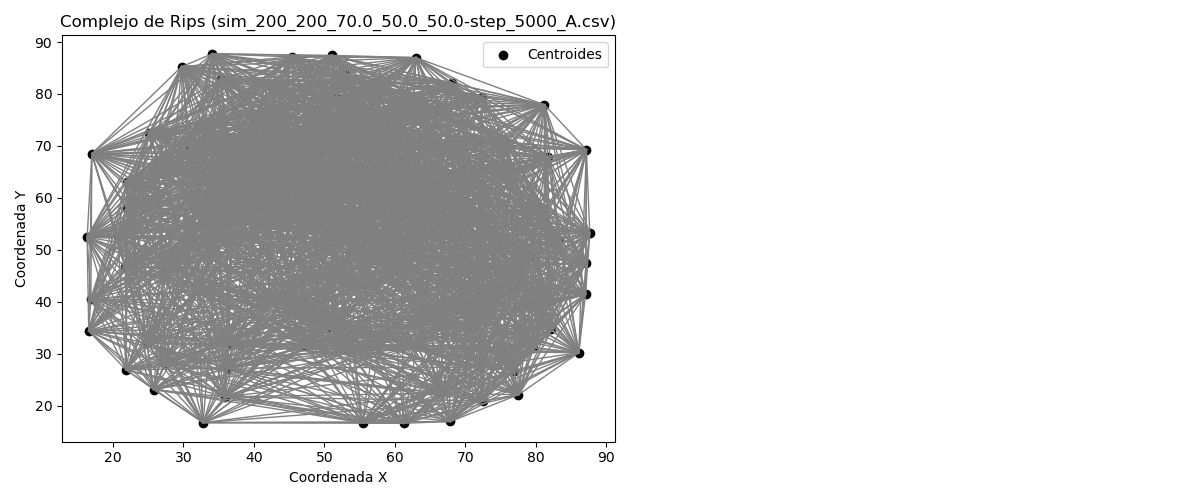 Complejo de Rips (sim_200_200_70.0_50.0_50.0-step_5000_A.csv)
Centroides
90
80
70
60
50
40
30
20
Coordenada Y
20 30 40 50 60 70 80 90
Coordenada X